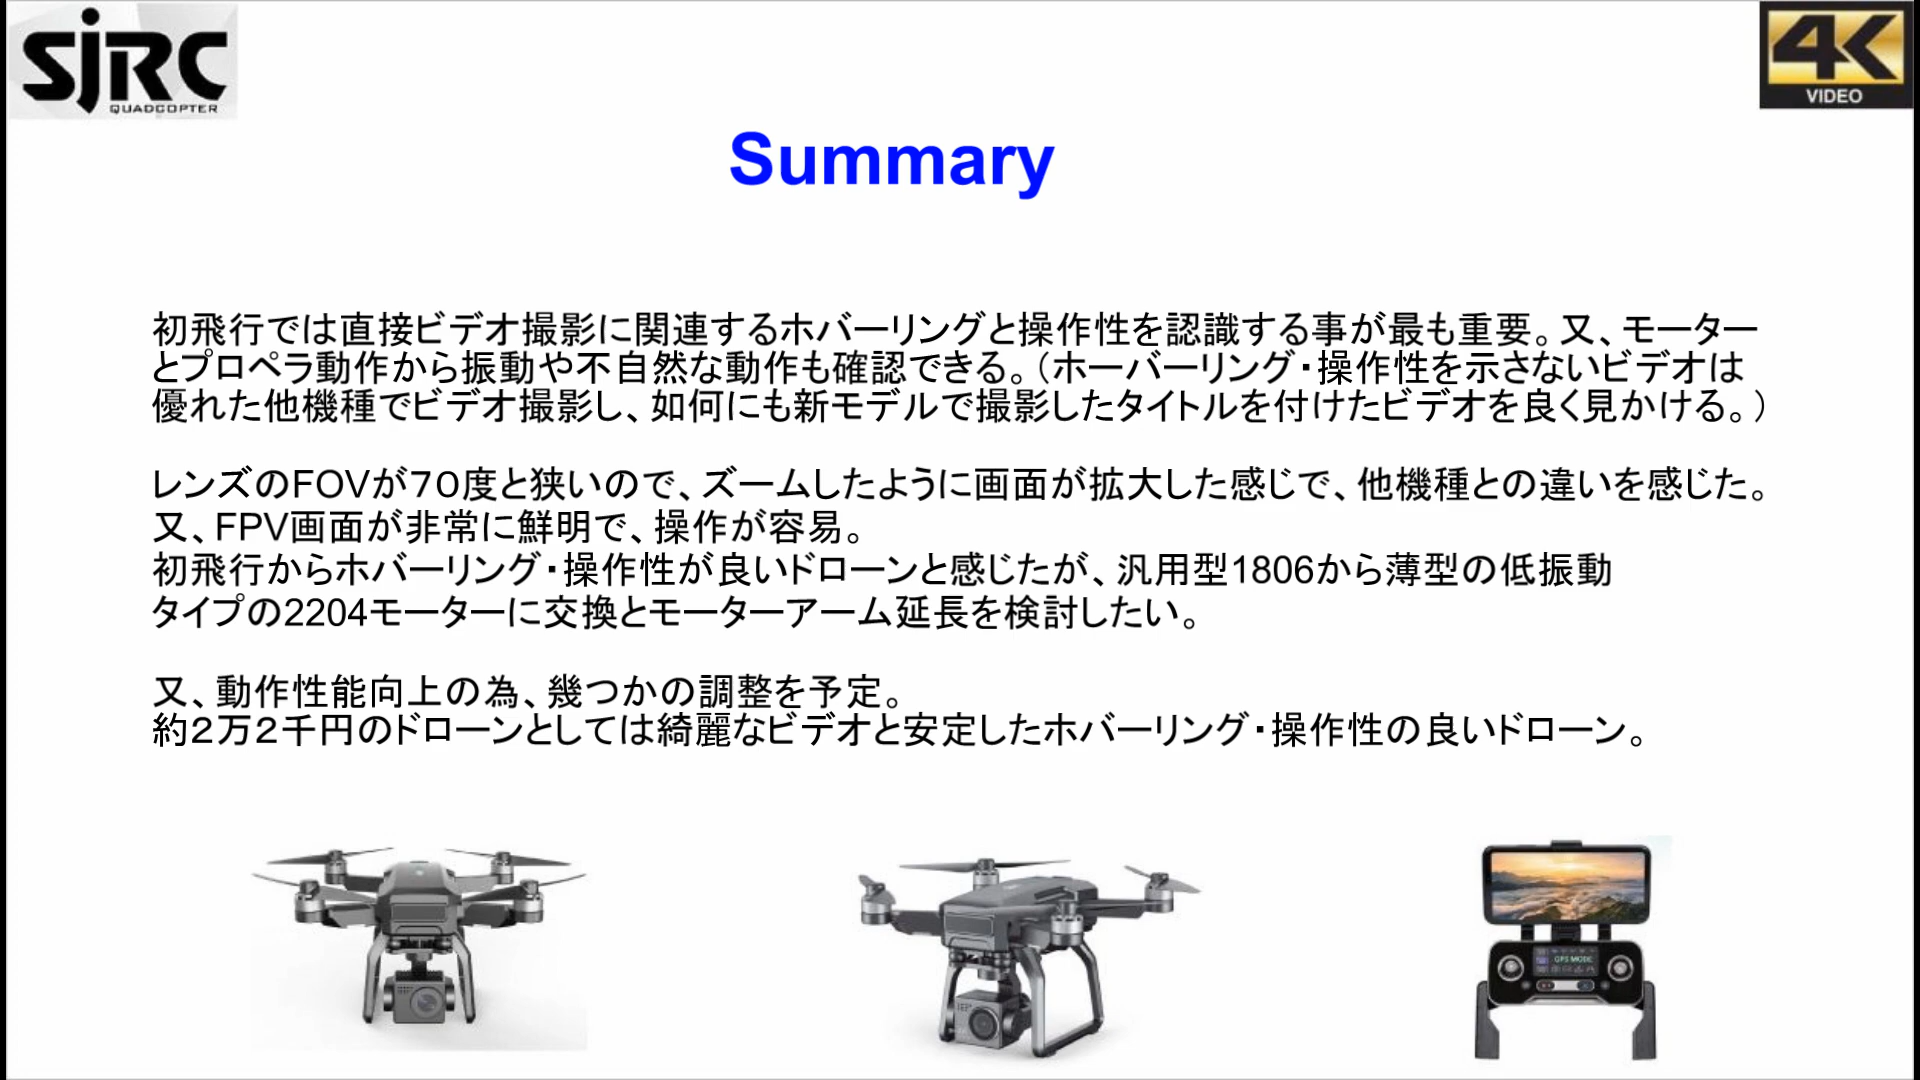 SJRC
QUADCOPTER
4K
VIDEO
Summary
初飛行では直接ビデオ撮影に関連するホバーリングと操作性を認識する事が最も重要。又、モーター
とプロペラ動作から振動や不自然な動作も確認できる。（ホーバーリング・操作性を示さないビデオは
優れた他機種でビデオ撮影し、如何にも新モデルで撮影したタイトルを付けたビデオを良く見かける。）
レンズのFOVが７０度と狭いので、ズームしたように画面が拡大した感じで、他機種との違いを感じた。
又、FPV画面が非常に鮮明で、操作が容易。
初飛行からホバーリング・操作性が良いドローンと感じたが、汎用型1806から薄型の低振動
タイプの2204モーターに交換とモーターアーム延長を検討したい。
又、動作性能向上の為、幾つかの調整を予定。
約２万２千円のドローンとしては綺麗なビデオと安定したホバーリング・操作性の良いドローン。
GPS MODE